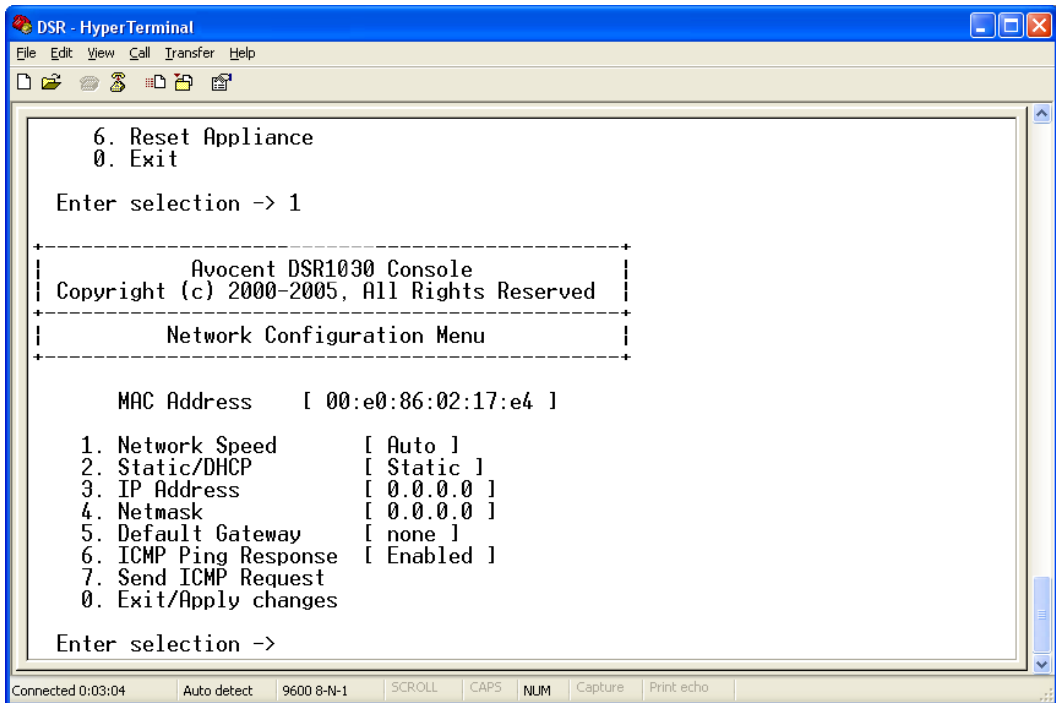 DSR - HyperTerminal
File Edit View Call Transfer Help
6. Reset Appliance
0. Exit
Enter selection -> 1
Avocent DSR1030 Console
Copyright (c) 2000-2005, All Rights Reserved
Network Configuration Menu
MAC Address [ 00:e0:86:02:17:e4 ]
1. Network Speed [ Auto ]
2. Static/DHCP [ Static ]
3. IP Address [ 0.0.0.0 ]
4. Netmask [ 0.0.0.0 ]
5. Default Gateway [ none ]
6. ICMP Ping Response [ Enabled ]
7. Send ICMP Request
0. Exit/Apply changes
Enter selection ->
Connected 0:03:04 Auto detect 9600 8-N-1 SCROLL CAPS NUM Capture Print echo